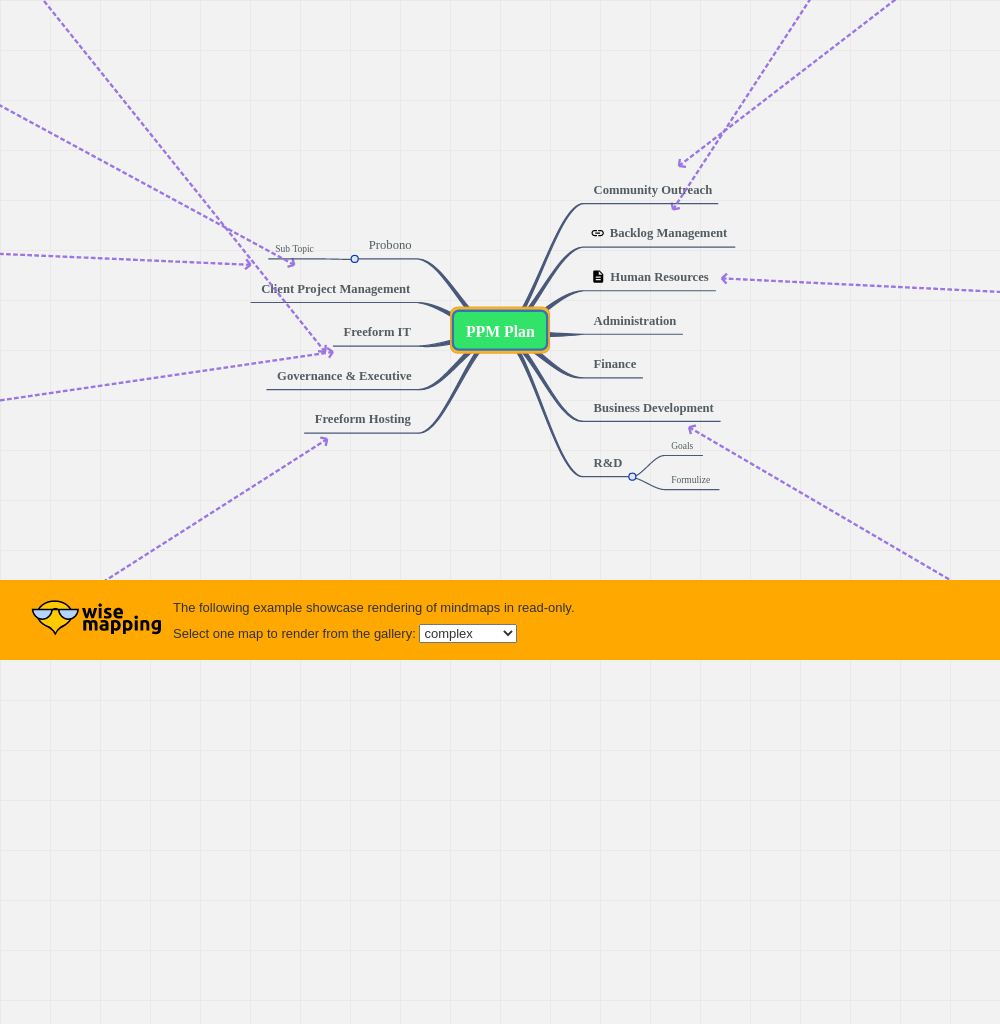 Community Outreach
Backlog Management
Human Resources
Administration
Finance
Business Development
R&D
Goals
Formulize
PPM Plan
Probono
Sub Topic
Client Project Management
Freeform IT
Governance & Executive
Freeform Hosting
wise
mapping
The following example showcase rendering of mindmaps in read-only.
Select one map to render from the gallery: complex